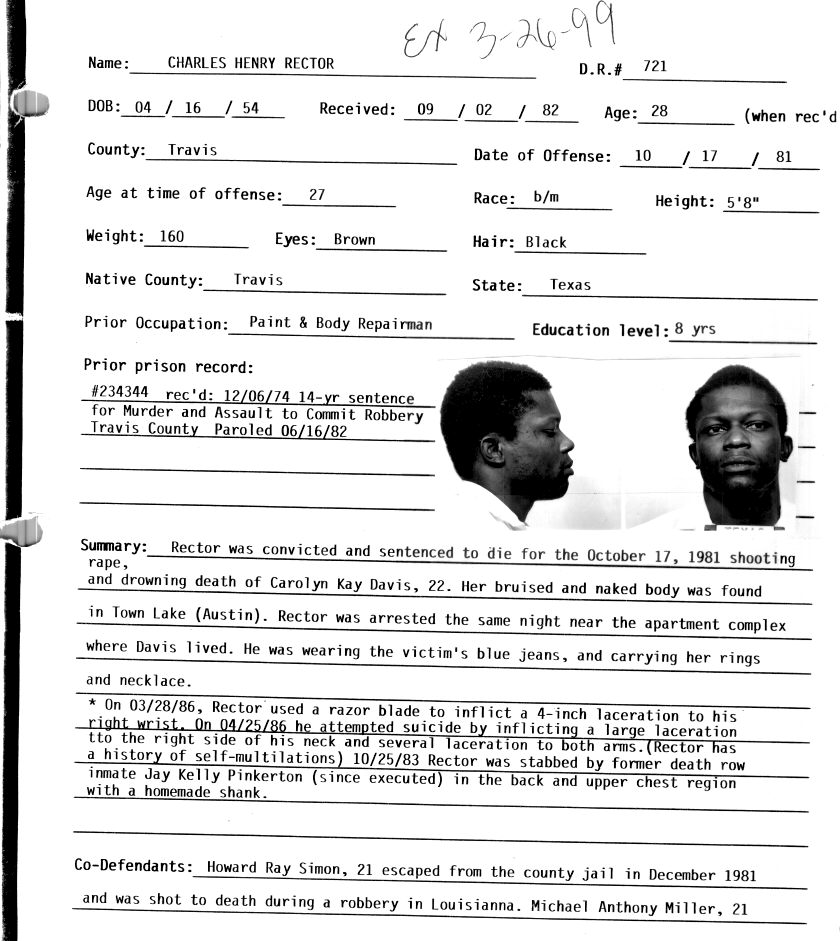 Ex 3-26-99
Name: CHARLES HENRY RECTOR D.R.# 721
DOB: 04 / 16 / 54 Received: 09 / 02 / 82 Age: 28 (when rec'd
County: Travis Date of Offense: 10 / 17 / 81
Age at time of offense: 27 Race: b/m Height: 5'8"
Weight: 160 Eyes: Brown Hair: Black
Native County: Travis State: Texas
Prior Occupation: Paint & Body Repairman Education level: 8 yrs
Prior prison record:
#234344 rec'd: 12/06/74 14-yr sentence
for Murder and Assault to Commit Robbery
Travis County Paroled 06/16/82
Summary: Rector was convicted and sentenced to die for the October 17, 1981 shooting
rape,
and drowning death of Carolyn Kay Davis, 22. Her bruised and naked body was found
in Town Lake (Austin). Rector was arrested the same night near the apartment complex
where Davis lived. He was wearing the victim's blue jeans, and carrying her rings
and necklace.
* On 03/28/86, Rector used a razor blade to inflict a 4-inch laceration to his
right wrist. On 04/25/86 he attempted suicide by inflicting a large laceration
tto the right side of his neck and several laceration to both arms.(Rector has
a history of self-multilations) 10/25/83 Rector was stabbed by former death row
inmate Jay Kelly Pinkerton (since executed) in the back and upper chest region
with a homemade shank.
Co-Defendants: Howard Ray Simon, 21 escaped from the county jail in December 1981
and was shot to death during a robbery in Louisianna. Michael Anthony Miller, 21